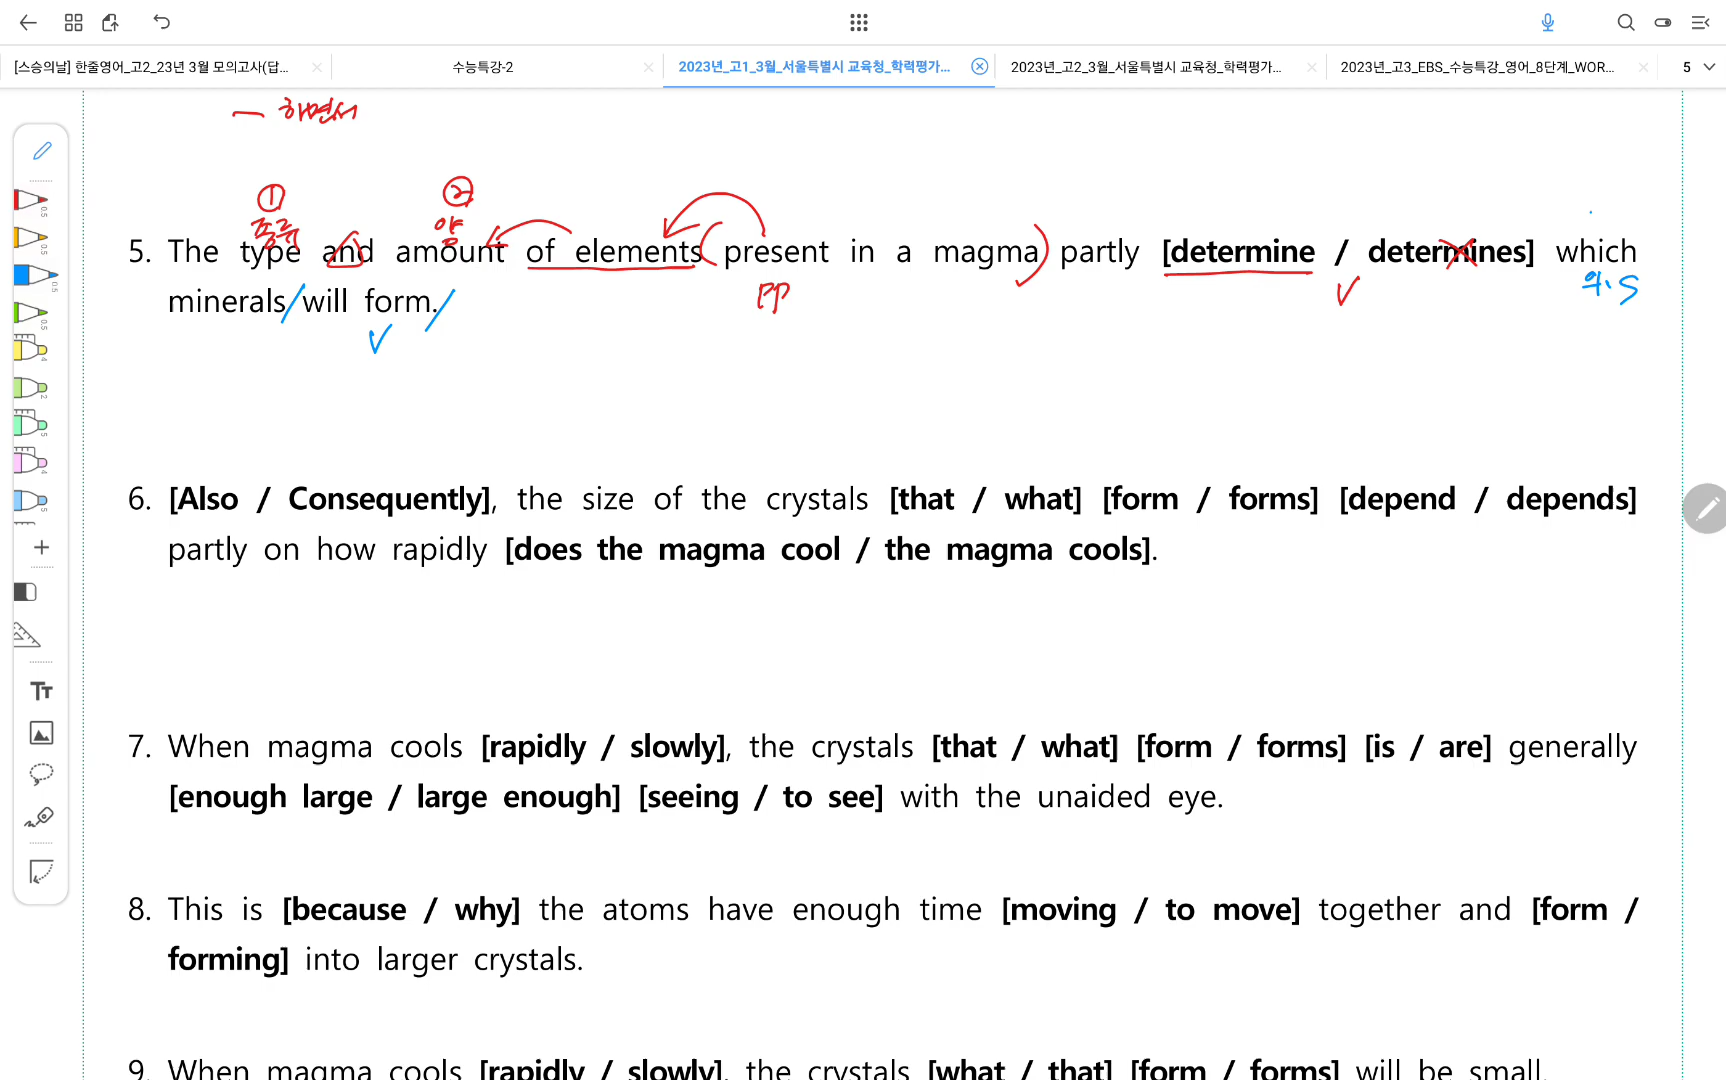 [스승의날] 한줄영어_고2_23년 3월 모의고사(답...
수능특강-2
2023년_고1_3월_서울특별시 교육청_학력평가...
2023년_고2_3월_서울특별시 교육청_학력평가...
2023년_고3_EBS_수능특강_영어_8단계_WOR...
5
ㅡ 하면서
① ②
종류 양
5. The type and amount of elements (present in a magma) partly [determine / determines] which
pp V 의.S
minerals/will form./
V
6. [Also / Consequently], the size of the crystals [that / what] [form / forms] [depend / depends]
partly on how rapidly [does the magma cool / the magma cools].
7. When magma cools [rapidly / slowly], the crystals [that / what] [form / forms] [is / are] generally
[enough large / large enough] [seeing / to see] with the unaided eye.
8. This is [because / why] the atoms have enough time [moving / to move] together and [form /
forming] into larger crystals.
9. When magma cools [rapidly / slowly], the crystals [what / that] [form / forms] will be small.